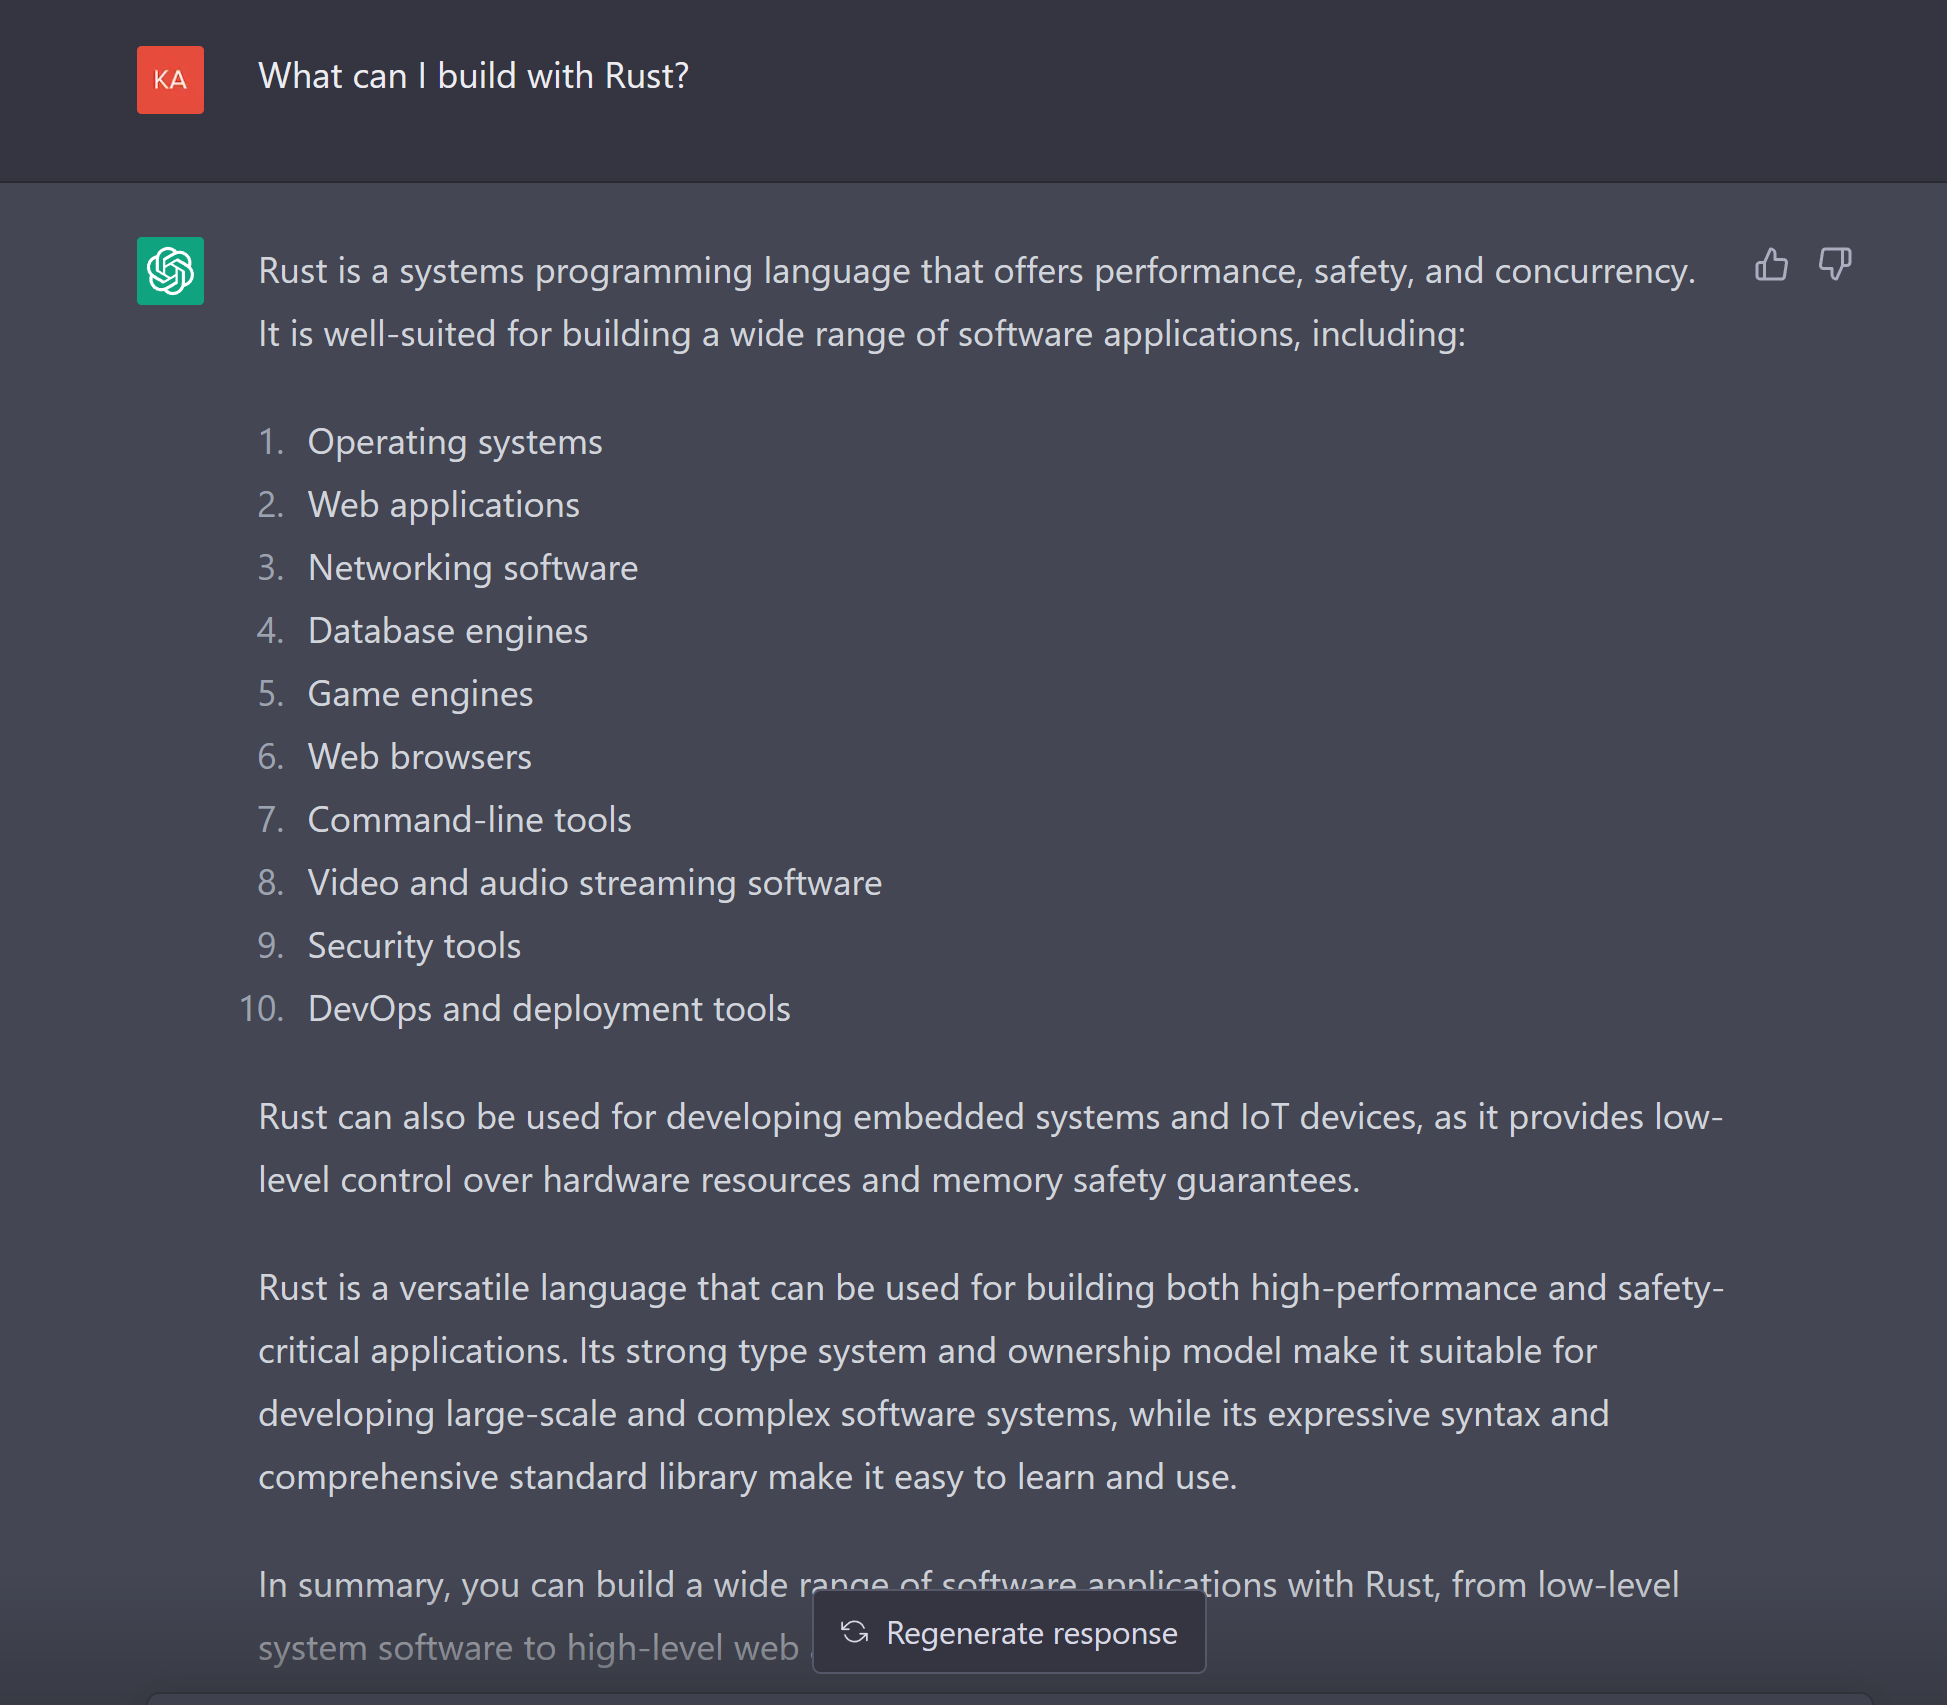 KA
What can I build with Rust?
Rust is a systems programming language that offers performance, safety, and concurrency.
It is well-suited for building a wide range of software applications, including:
1. Operating systems
2. Web applications
3. Networking software
4. Database engines
5. Game engines
6. Web browsers
7. Command-line tools
8. Video and audio streaming software
9. Security tools
10. DevOps and deployment tools
Rust can also be used for developing embedded systems and IoT devices, as it provides low-
level control over hardware resources and memory safety guarantees.
Rust is a versatile language that can be used for building both high-performance and safety-
critical applications. Its strong type system and ownership model make it suitable for
developing large-scale and complex software systems, while its expressive syntax and
comprehensive standard library make it easy to learn and use.
In summary, you can build a wide range of software applications with Rust, from low-level
system software to high-level web
Regenerate response